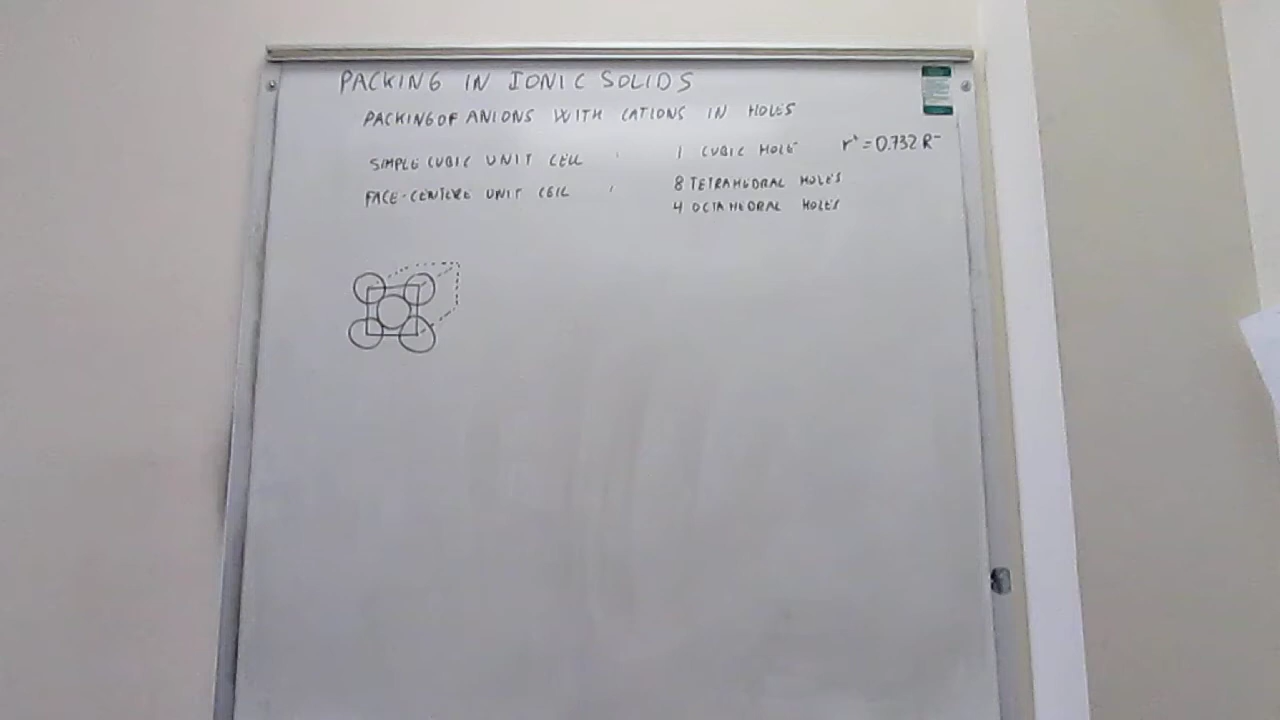 PACKING IN IONIC SOLIDS
PACKING OF ANIONS WITH CATIONS IN HOLES
SIMPLE CUBIC UNIT CELL 1 CUBIC HOLE r⁺ = 0.732 R⁻
FACE-CENTERE UNIT CELL 8 TETRAHEDRAL HOLES
4 OCTAHEDRAL HOLES